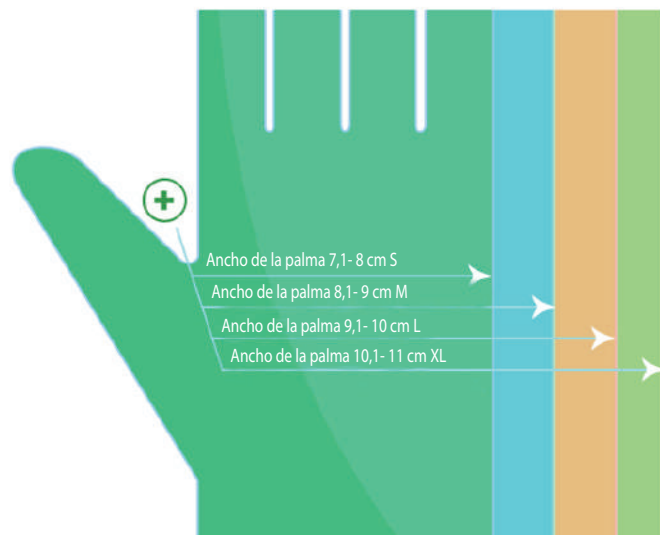 Ancho de la palma 7,1- 8 cm S
Ancho de la palma 8,1- 9 cm M
Ancho de la palma 9,1- 10 cm L
Ancho de la palma 10,1- 11 cm XL